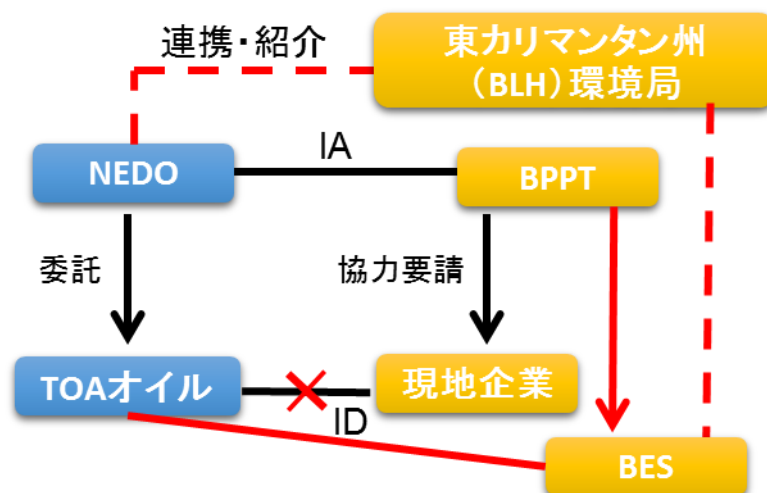 連携・紹介
東カリマンタン州
（BLH）環境局
IA
NEDO
BPPT
委託
協力要請
TOAオイル
現地企業
ID
BES